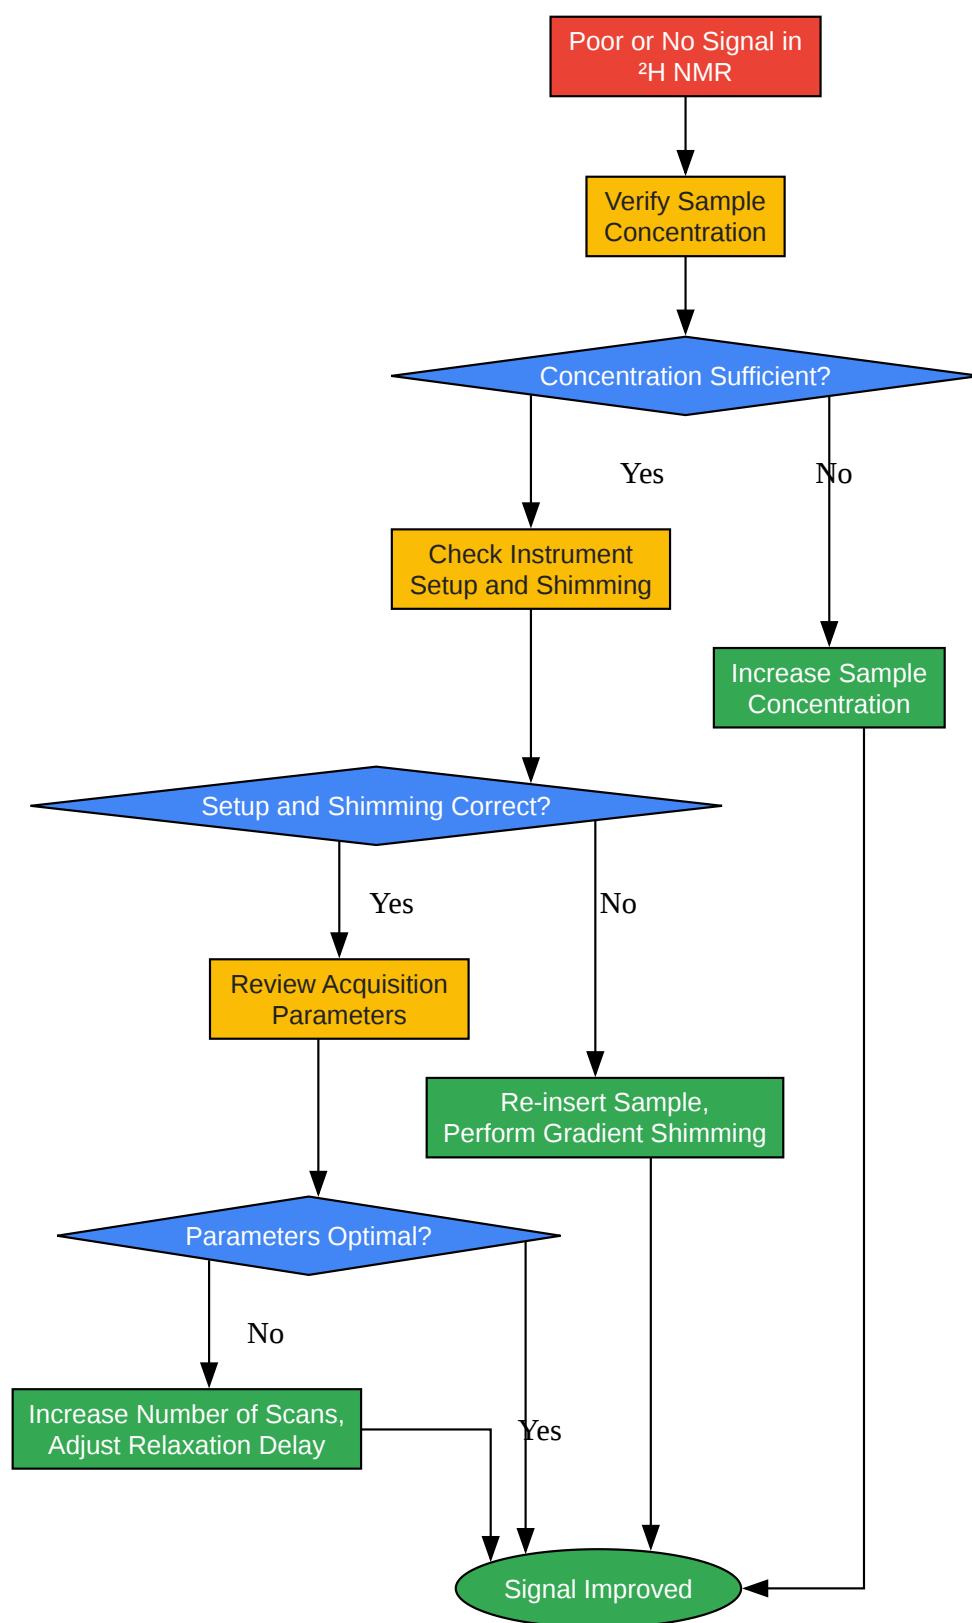 Poor or No Signal in
²H NMR
Verify Sample
Concentration
Concentration Sufficient?
Yes
No
Check Instrument
Setup and Shimming
Increase Sample
Concentration
Setup and Shimming Correct?
Yes
No
Review Acquisition
Parameters
Re-insert Sample,
Perform Gradient Shimming
Parameters Optimal?
No
Increase Number of Scans,
Adjust Relaxation Delay
Yes
Signal Improved